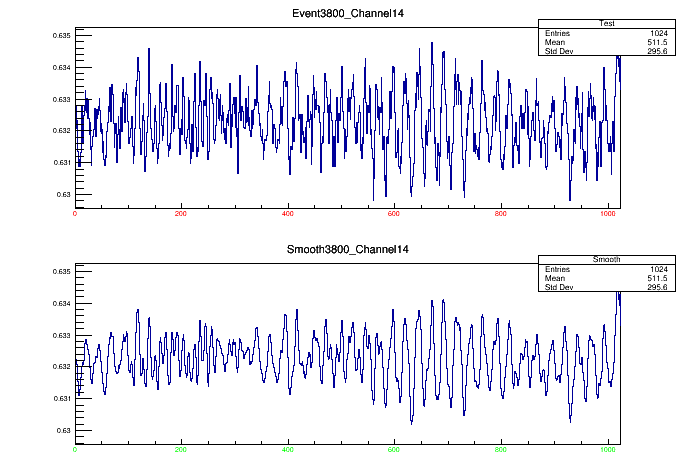 Event3800_Channel14
Test
Entries 1024
Mean 511.5
Std Dev 295.6
0.635
0.634
0.633
0.632
0.631
0.63
0 200 400 600 800 1000
Smooth3800_Channel14
Smooth
Entries 1024
Mean 511.5
Std Dev 295.6
0.635
0.634
0.633
0.632
0.631
0.63
0 200 400 600 800 1000